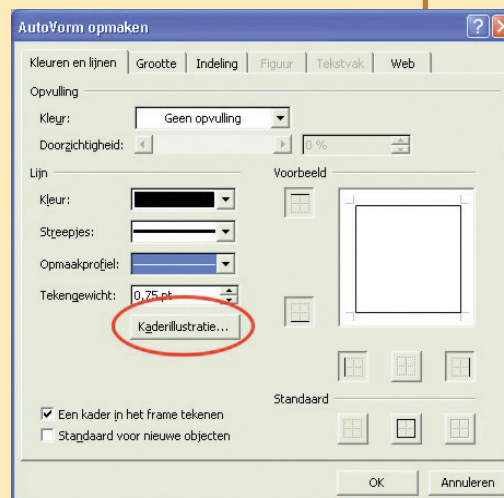 AutoVorm opmaken
Kleuren en lijnen Grootte Indeling Figuur Tekstvak Web
Opvulling
Kleur: Geen opvulling
Doorzichtigheid: 0 %
Lijn Voorbeeld
Kleur:
Streepjes:
Opmaakprofiel:
Tekengewicht: 0,75 pt
Kaderillustratie...
Standaard
Een kader in het frame tekenen
Standaard voor nieuwe objecten
OK Annuleren